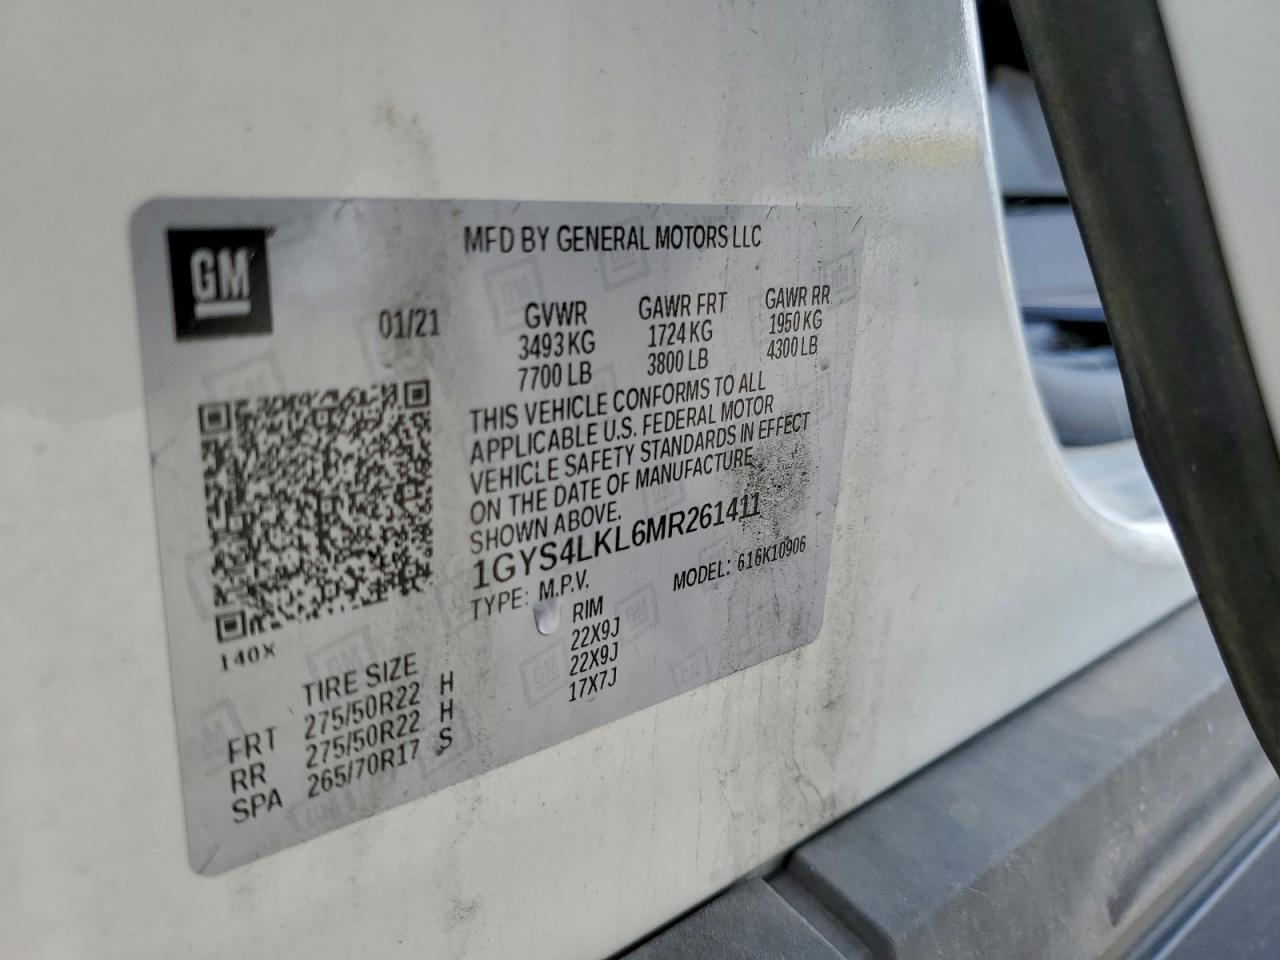 GM
MFD BY GENERAL MOTORS LLC
01/21
GVWR GAWR FRT GAWR RR
3493 KG 1724 KG 1950 KG
7700 LB 3800 LB 4300 LB
THIS VEHICLE CONFORMS TO ALL
APPLICABLE U.S. FEDERAL MOTOR
VEHICLE SAFETY STANDARDS IN EFFECT
ON THE DATE OF MANUFACTURE
SHOWN ABOVE.
1GYS4LKL6MR261411
TYPE: M.P.V. MODEL: 616K10906
140X
TIRE SIZE RIM
FRT 275/50R22 H 22X9J
RR 275/50R22 H 22X9J
SPA 265/70R17 S 17X7J